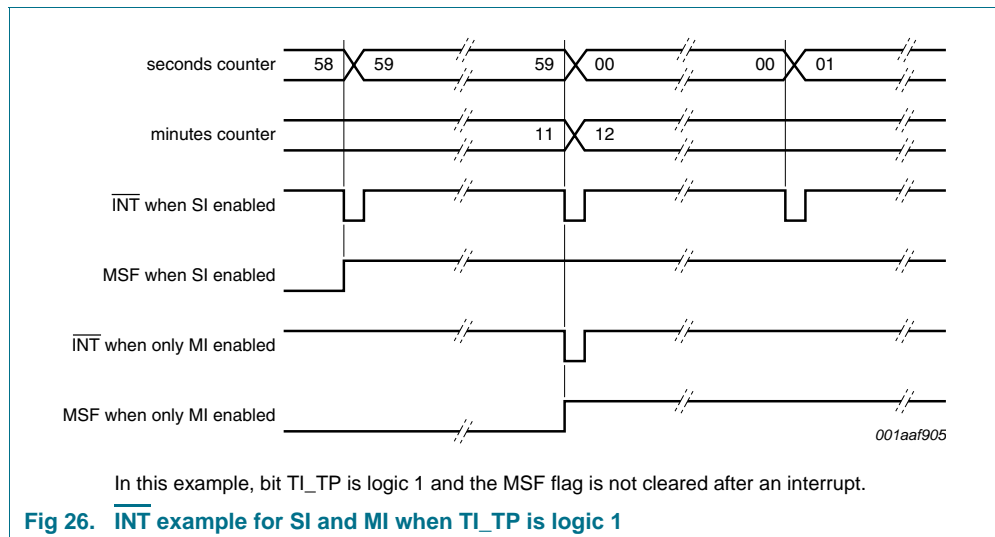 seconds counter 58 59 59 00 00 01
minutes counter 11 12
INT when SI enabled
MSF when SI enabled
INT when only MI enabled
MSF when only MI enabled
001aaf905
In this example, bit TI_TP is logic 1 and the MSF flag is not cleared after an interrupt.
Fig 26. INT example for SI and MI when TI_TP is logic 1